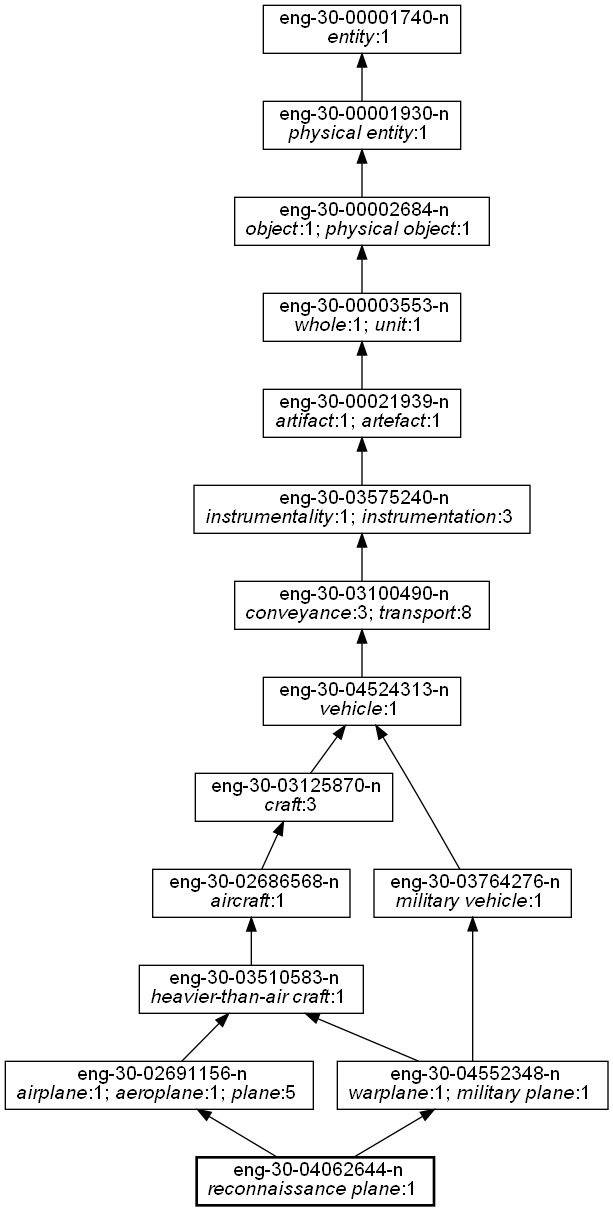 eng-30-00001740-n
entity:1
eng-30-00001930-n
physical entity:1
eng-30-00002684-n
object:1; physical object:1
eng-30-00003553-n
whole:1; unit:1
eng-30-00021939-n
artifact:1; artefact:1
eng-30-03575240-n
instrumentality:1; instrumentation:3
eng-30-03100490-n
conveyance:3; transport:8
eng-30-04524313-n
vehicle:1
eng-30-03125870-n
craft:3
eng-30-02686568-n
aircraft:1
eng-30-03764276-n
military vehicle:1
eng-30-03510583-n
heavier-than-air craft:1
eng-30-02691156-n
airplane:1; aeroplane:1; plane:5
eng-30-04552348-n
warplane:1; military plane:1
eng-30-04062644-n
reconnaissance plane:1